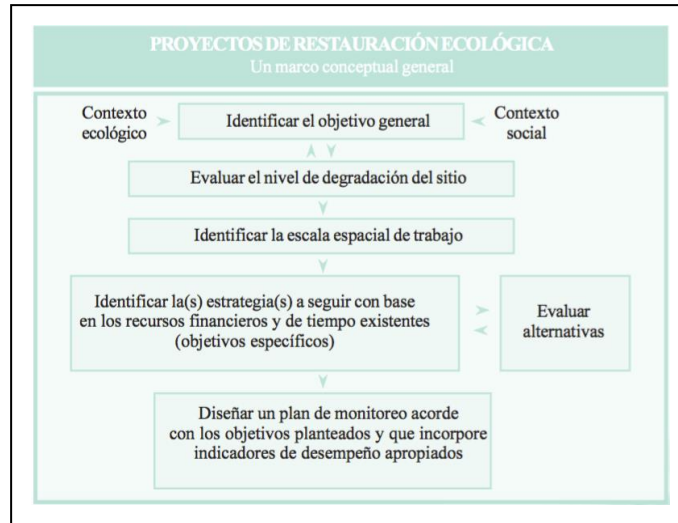 PROYECTOS DE RESTAURACIÓN ECOLÓGICA
Un marco conceptual general
Contexto
ecológico
Identificar el objetivo general
Contexto
social
Evaluar el nivel de degradación del sitio
Identificar la escala espacial de trabajo
Identificar la(s) estrategia(s) a seguir con base
en los recursos financieros y de tiempo existentes
(objetivos específicos)
Evaluar
alternativas
Diseñar un plan de monitoreo acorde
con los objetivos planteados y que incorpore
indicadores de desempeño apropiados